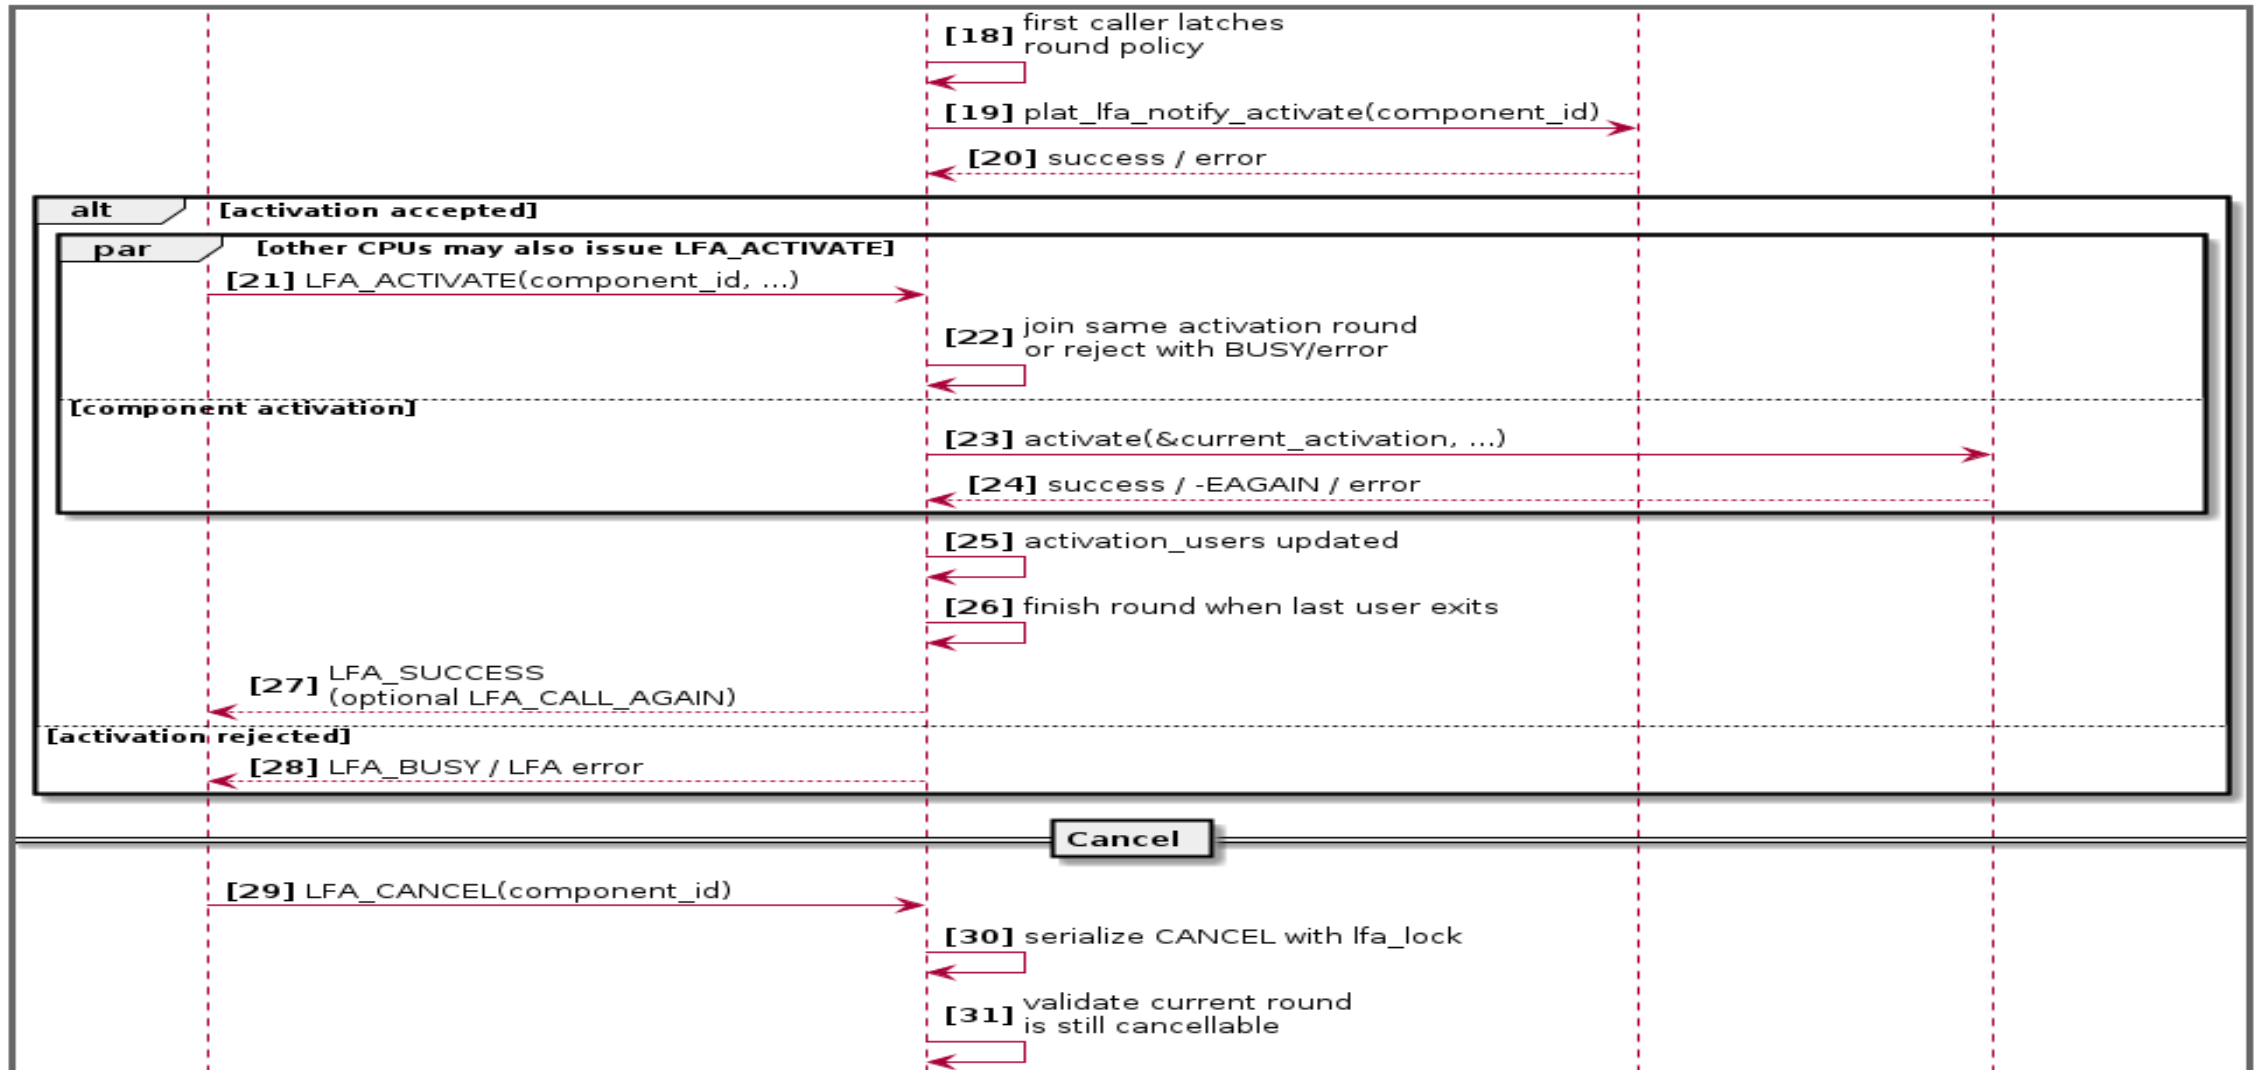 [18] first caller latches
round policy
[19] plat_lfa_notify_activate(component_id)
[20] success / error
alt [activation accepted]
par [other CPUs may also issue LFA_ACTIVATE]
[21] LFA_ACTIVATE(component_id, ...)
[22] join same activation round
or reject with BUSY/error
[component activation]
[23] activate(&current_activation, ...)
[24] success / -EAGAIN / error
[25] activation_users updated
[26] finish round when last user exits
[27] LFA_SUCCESS
(optional LFA_CALL_AGAIN)
[activation rejected]
[28] LFA_BUSY / LFA error
Cancel
[29] LFA_CANCEL(component_id)
[30] serialize CANCEL with lfa_lock
[31] validate current round
is still cancellable